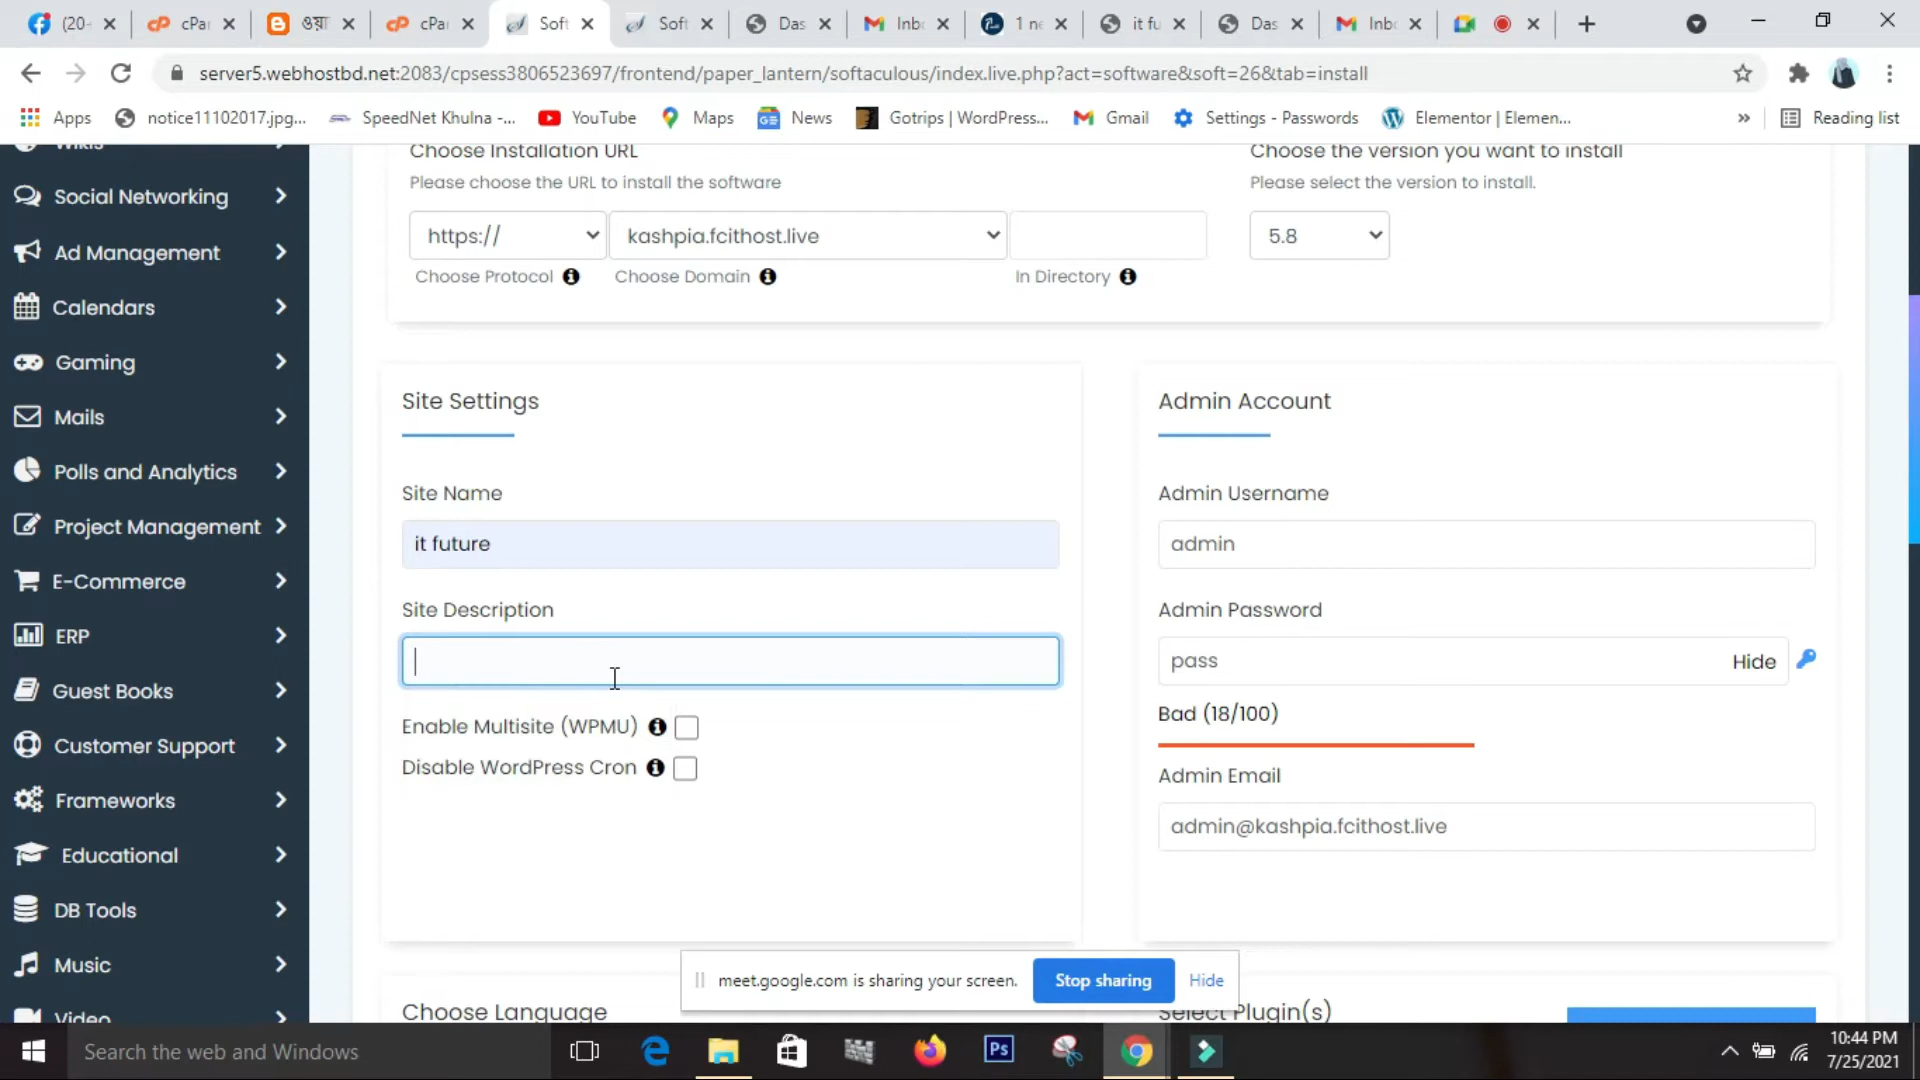 (20-
cPar
ওয়া
cPar
Soft
Soft
Das
Inbo
1 ne
it fu
Das
Inbo
server5.webhostbd.net:2083/cpsess3806523697/frontend/paper_lantern/softaculous/index.live.php?act=software&soft=26&tab=install
Apps
notice11102017.jpg...
SpeedNet Khulna -...
YouTube
Maps
News
Gotrips | WordPress...
Gmail
Settings - Passwords
Elementor | Elemen...
»
Reading list
Wikis
Social Networking
Ad Management
Calendars
Gaming
Mails
Polls and Analytics
Project Management
E-Commerce
ERP
Guest Books
Customer Support
Frameworks
Educational
DB Tools
Music
Video
Choose Installation URL
Please choose the URL to install the software
https://
kashpia.fcithost.live
Choose Protocol
Choose Domain
In Directory
Choose the version you want to install
Please select the version to install.
5.8
Site Settings
Site Name
it future
Site Description
Enable Multisite (WPMU)
Disable WordPress Cron
Admin Account
Admin Username
admin
Admin Password
pass
Hide
Bad (18/100)
Admin Email
admin@kashpia.fcithost.live
Choose Language
Select Plugin(s)
meet.google.com is sharing your screen.
Stop sharing
Hide
Search the web and Windows
Ps
10:44 PM
7/25/2021